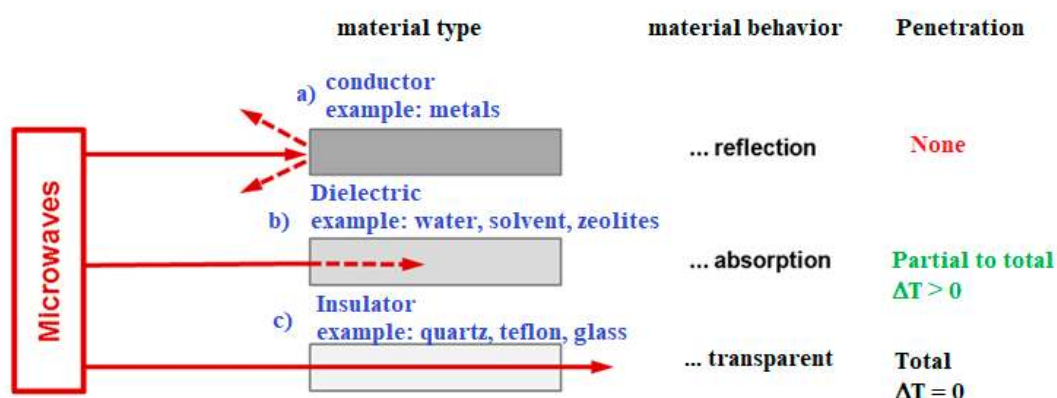 material type material behavior Penetration
a) conductor
example: metals
... reflection None
Dielectric
b) example: water, solvent, zeolites
... absorption Partial to total
ΔT > 0
Insulator
c) example: quartz, teflon, glass
... transparent Total
ΔT = 0
Microwaves